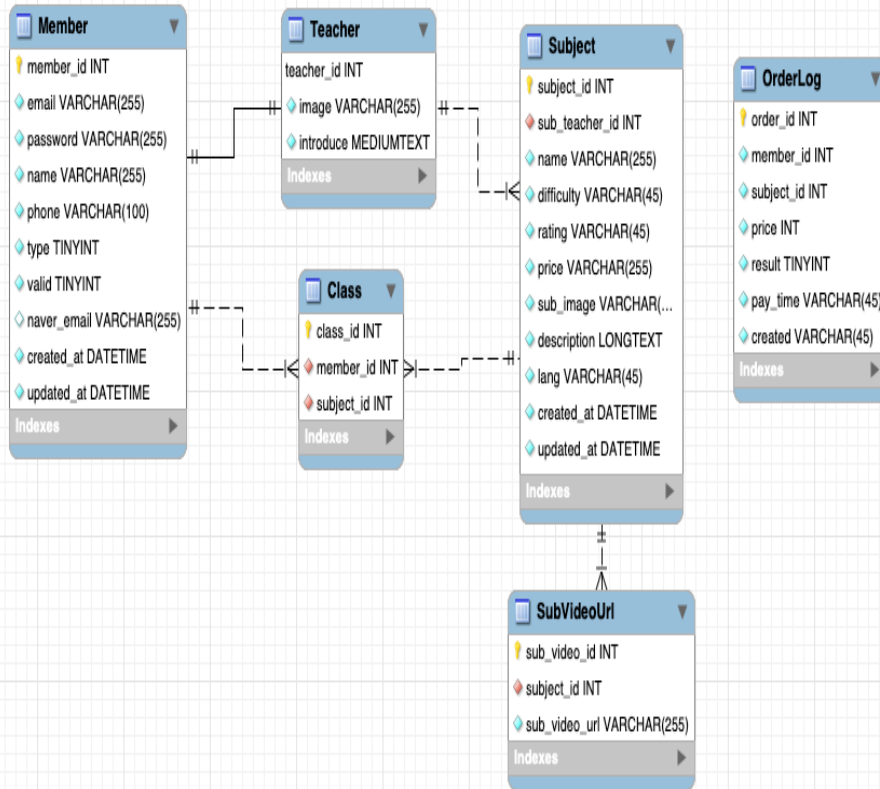 Member
member_id INT
email VARCHAR(255)
password VARCHAR(255)
name VARCHAR(255)
phone VARCHAR(100)
type TINYINT
valid TINYINT
naver_email VARCHAR(255)
created_at DATETIME
updated_at DATETIME
Indexes
Teacher
teacher_id INT
image VARCHAR(255)
introduce MEDIUMTEXT
Indexes
Class
class_id INT
member_id INT
subject_id INT
Indexes
Subject
subject_id INT
sub_teacher_id INT
name VARCHAR(255)
difficulty VARCHAR(45)
rating VARCHAR(45)
price VARCHAR(255)
sub_image VARCHAR(...
description LONGTEXT
lang VARCHAR(45)
created_at DATETIME
updated_at DATETIME
Indexes
SubVideoUrl
sub_video_id INT
subject_id INT
sub_video_url VARCHAR(255)
Indexes
OrderLog
order_id INT
member_id INT
subject_id INT
price INT
result TINYINT
pay_time VARCHAR(45)
created VARCHAR(45)
Indexes